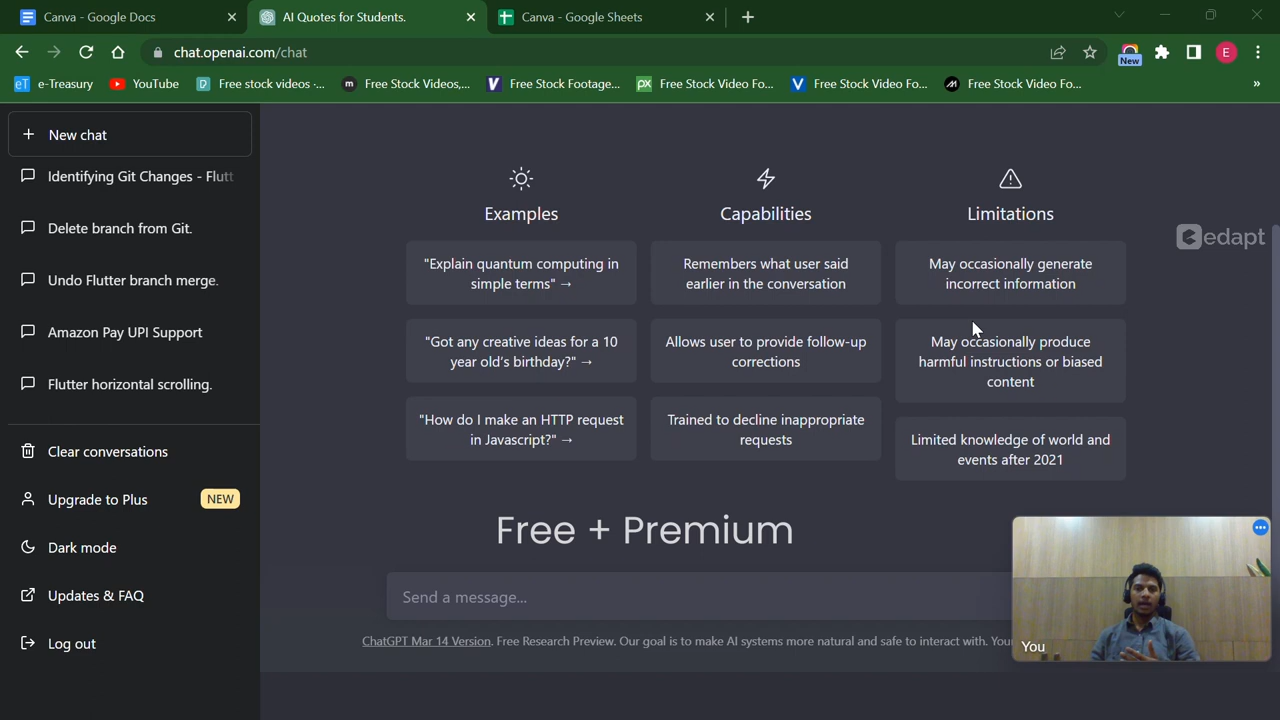 Canva - Google Docs
AI Quotes for Students.
Canva - Google Sheets
chat.openai.com/chat
New
E
eT e-Treasury
YouTube
D Free stock videos -...
m Free Stock Videos,...
V Free Stock Footage...
px Free Stock Video Fo...
V Free Stock Video Fo...
Free Stock Video Fo...
»
New chat
Identifying Git Changes - Flutt
Delete branch from Git.
Undo Flutter branch merge.
Amazon Pay UPI Support
Flutter horizontal scrolling.
Clear conversations
Upgrade to Plus NEW
Dark mode
Updates & FAQ
Log out
Examples
"Explain quantum computing in
simple terms" →
"Got any creative ideas for a 10
year old's birthday?" →
"How do I make an HTTP request
in Javascript?" →
Capabilities
Remembers what user said
earlier in the conversation
Allows user to provide follow-up
corrections
Trained to decline inappropriate
requests
Limitations
May occasionally generate
incorrect information
May occasionally produce
harmful instructions or biased
content
Limited knowledge of world and
events after 2021
edapt
Free + Premium
Send a message...
ChatGPT Mar 14 Version. Free Research Preview. Our goal is to make AI systems more natural and safe to interact with. You
You